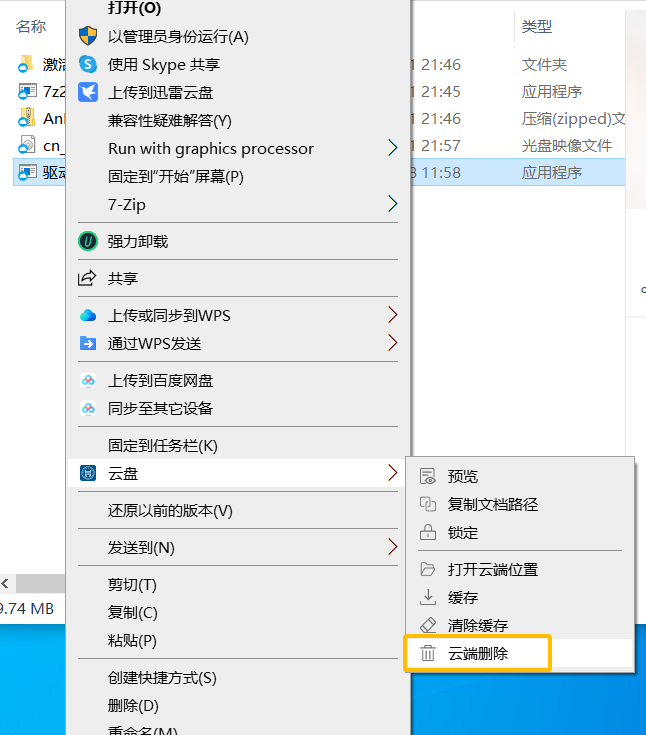 名称
类型
打开(O)
以管理员身份运行(A)
激活
21:46
文件夹
使用 Skype 共享
7z2
21:45
应用程序
上传到迅雷云盘
21:46
压缩(zipped)文
兼容性疑难解答(Y)
cn_
21:57
光盘映像文件
Run with graphics processor
驱动
11:58
应用程序
固定到"开始"屏幕(P)
7-Zip
强力卸载
共享
上传或同步到WPS
通过WPS发送
上传到百度网盘
同步至其它设备
固定到任务栏(K)
云盘
预览
复制文档路径
锁定
打开云端位置
缓存
清除缓存
云端删除
还原以前的版本(V)
发送到(N)
剪切(T)
9.74 MB
复制(C)
粘贴(P)
创建快捷方式(S)
删除(D)
重命名(M)